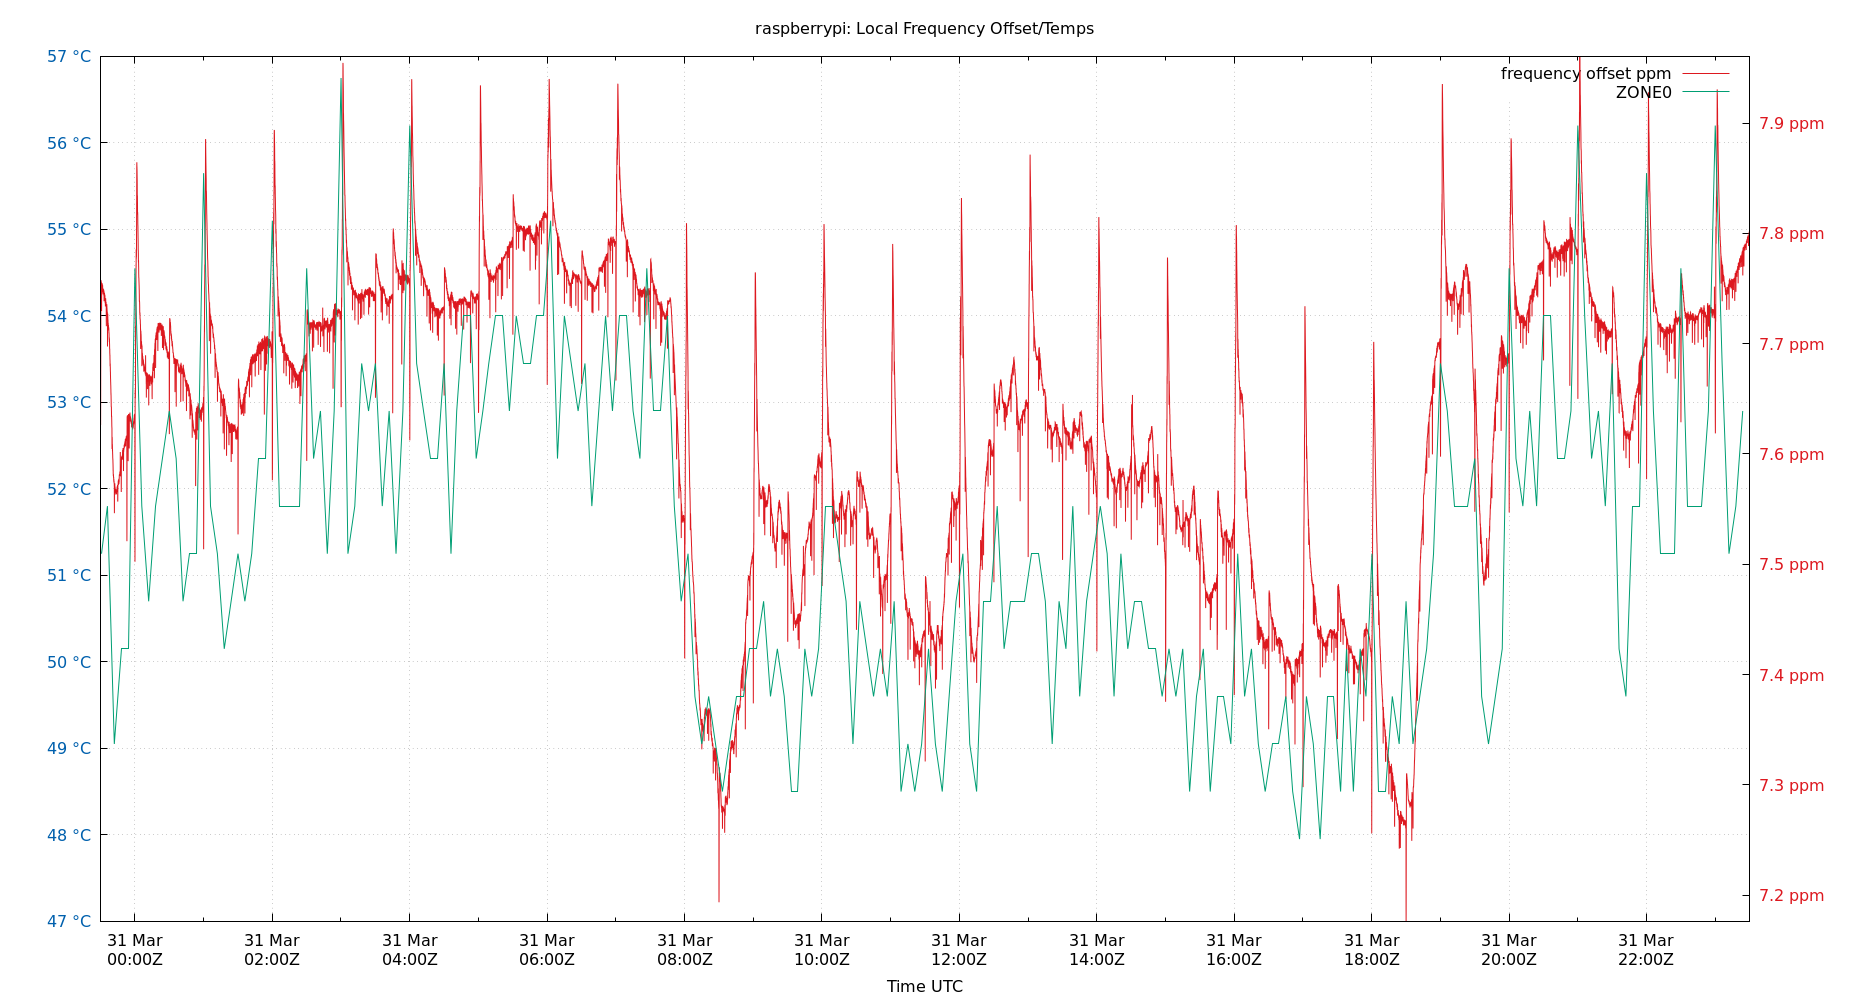 raspberrypi: Local Frequency Offset/Temps
57 °C
frequency offset ppm
ZONE0
7.9 ppm
56 °C
55 °C
7.8 ppm
7.7 ppm
54 °C
53 °C
7.6 ppm
52 °C
7.5 ppm
51 °C
50 °C
7.4 ppm
49 °C
7.3 ppm
48 °C
7.2 ppm
47 °C
31 Mar 31 Mar 31 Mar 31 Mar 31 Mar 31 Mar 31 Mar 31 Mar 31 Mar 31 Mar 31 Mar 31 Mar
00:00Z 02:00Z 04:00Z 06:00Z 08:00Z 10:00Z 12:00Z 14:00Z 16:00Z 18:00Z 20:00Z 22:00Z
Time UTC